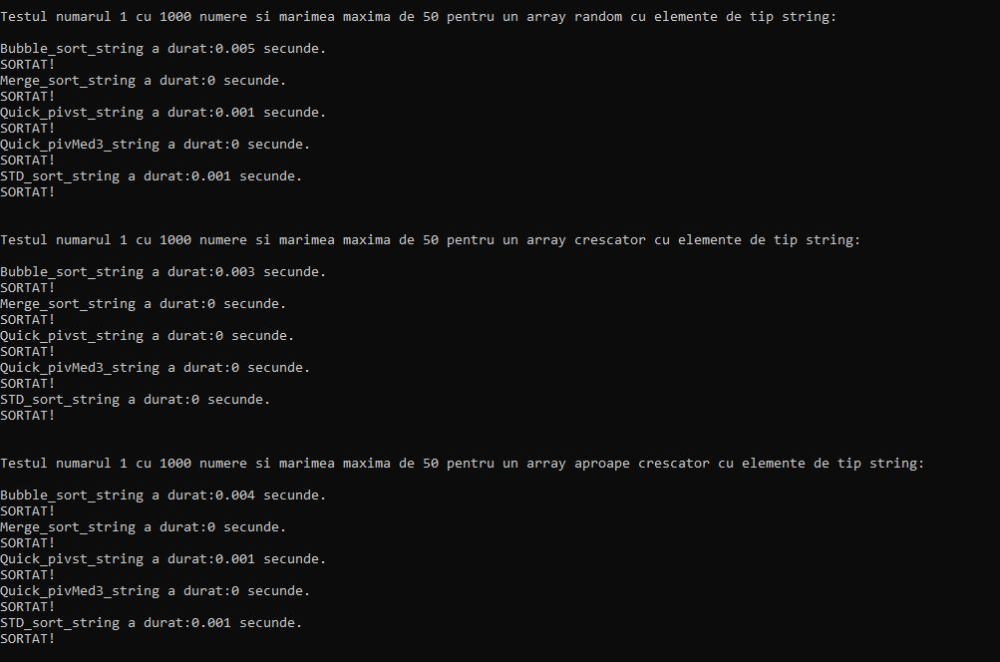 Testul numarul 1 cu 1000 numere si marimea maxima de 50 pentru un array random cu elemente de tip string:
Bubble_sort_string a durat:0.005 secunde.
SORTAT!
Merge_sort_string a durat:0 secunde.
SORTAT!
Quick_pivst_string a durat:0.001 secunde.
SORTAT!
Quick_pivMed3_string a durat:0 secunde.
SORTAT!
STD_sort_string a durat:0.001 secunde.
SORTAT!
Testul numarul 1 cu 1000 numere si marimea maxima de 50 pentru un array crescator cu elemente de tip string:
Bubble_sort_string a durat:0.003 secunde.
SORTAT!
Merge_sort_string a durat:0 secunde.
SORTAT!
Quick_pivst_string a durat:0 secunde.
SORTAT!
Quick_pivMed3_string a durat:0 secunde.
SORTAT!
STD_sort_string a durat:0 secunde.
SORTAT!
Testul numarul 1 cu 1000 numere si marimea maxima de 50 pentru un array aproape crescator cu elemente de tip string:
Bubble_sort_string a durat:0.004 secunde.
SORTAT!
Merge_sort_string a durat:0 secunde.
SORTAT!
Quick_pivst_string a durat:0.001 secunde.
SORTAT!
Quick_pivMed3_string a durat:0 secunde.
SORTAT!
STD_sort_string a durat:0.001 secunde.
SORTAT!